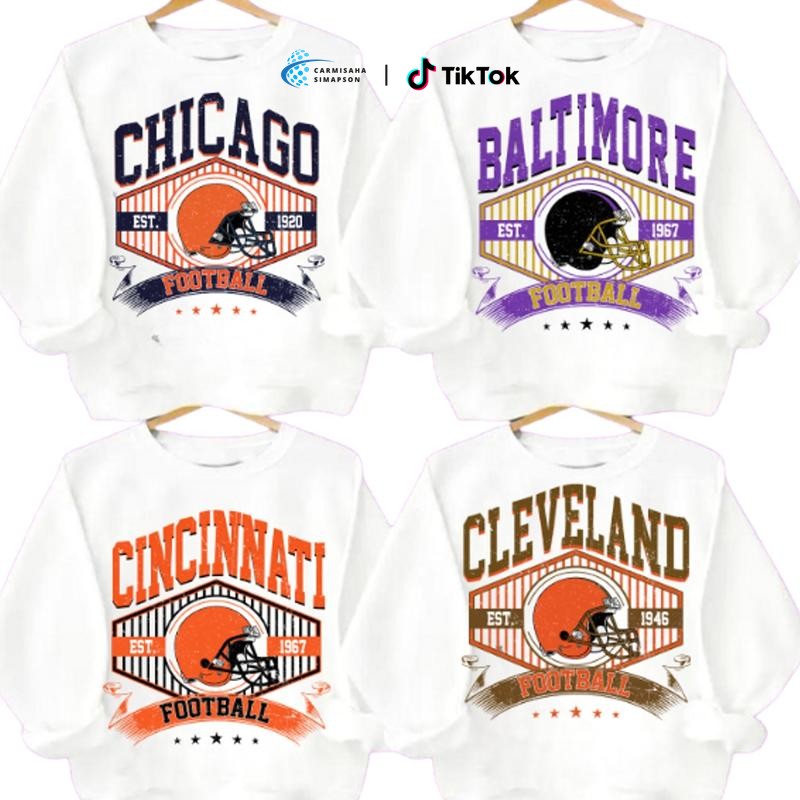 CARMISAHA
SIMAPSON
TikTok
CHICAGO
EST. 1920
FOOTBALL
BALTIMORE
EST. 1967
FOOTBALL
CINCINNATI
EST. 1967
FOOTBALL
CLEVELAND
EST. 1946
FOOTBALL